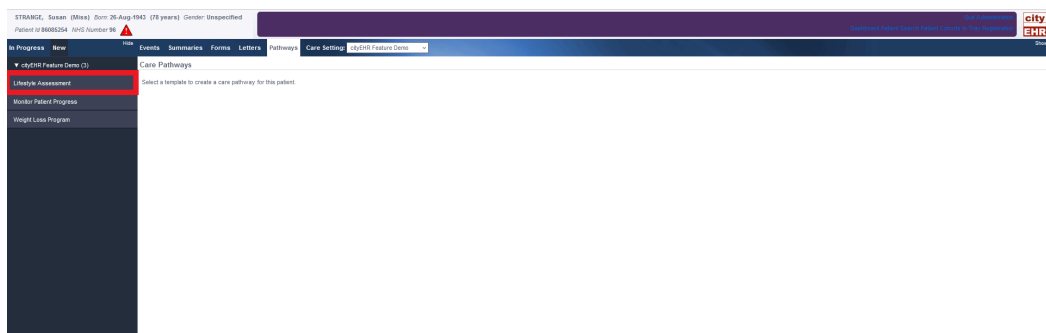 STRANGE, Susan (Miss) Born: 26-Aug-1943 (78 years) Gender: Unspecified
Patient Id 86085254 NHS Number 96
city
EHR
In Progress New Hide
Events Summaries Forms Letters Pathways Care Setting: cityEHR Feature Demo
Show
▼ cityEHR Feature Demo (3)
Care Pathways
Lifestyle Assessment
Select a template to create a care pathway for this patient.
Monitor Patient Progress
Weight Loss Program